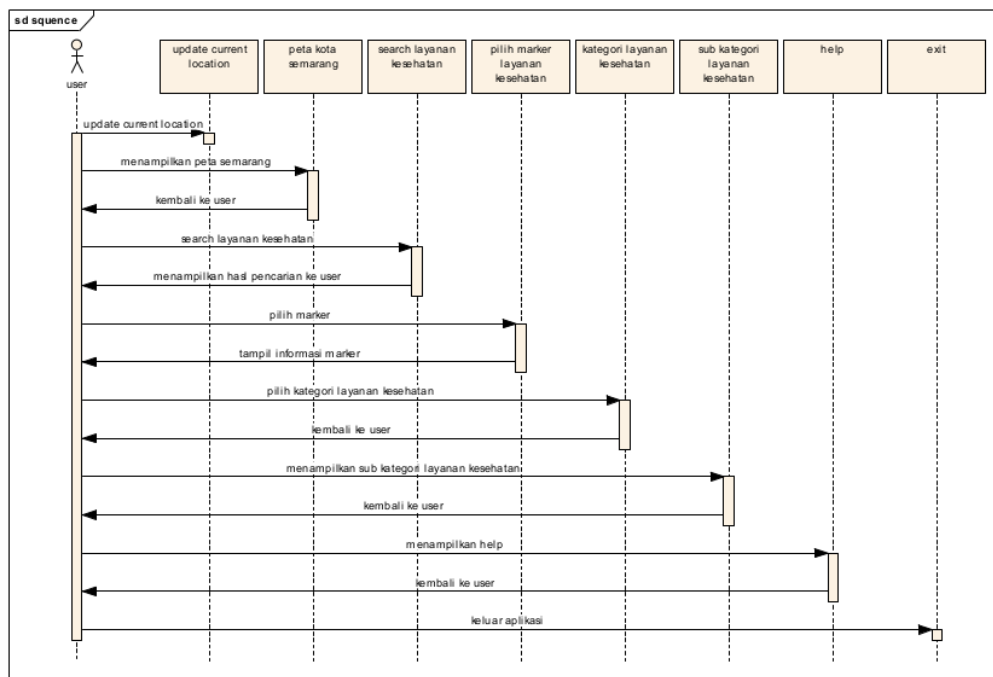 sd squence
user
update current
location
peta kota
semarang
search layanan
kesehatan
pilih marker
layanan
kesehatan
kategori layanan
kesehatan
sub kategori
layanan
kesehatan
help
exit
update current location
menampilkan peta semarang
kembali ke user
search layanan kesehatan
menampilkan hasl pencarian ke user
pilih marker
tampil informasi marker
pilih kategori layanan kesehatan
kembali ke user
menampilkan sub kategori layanan kesehatan
kembali ke user
menampilkan help
kembali ke user
keluar aplikasi